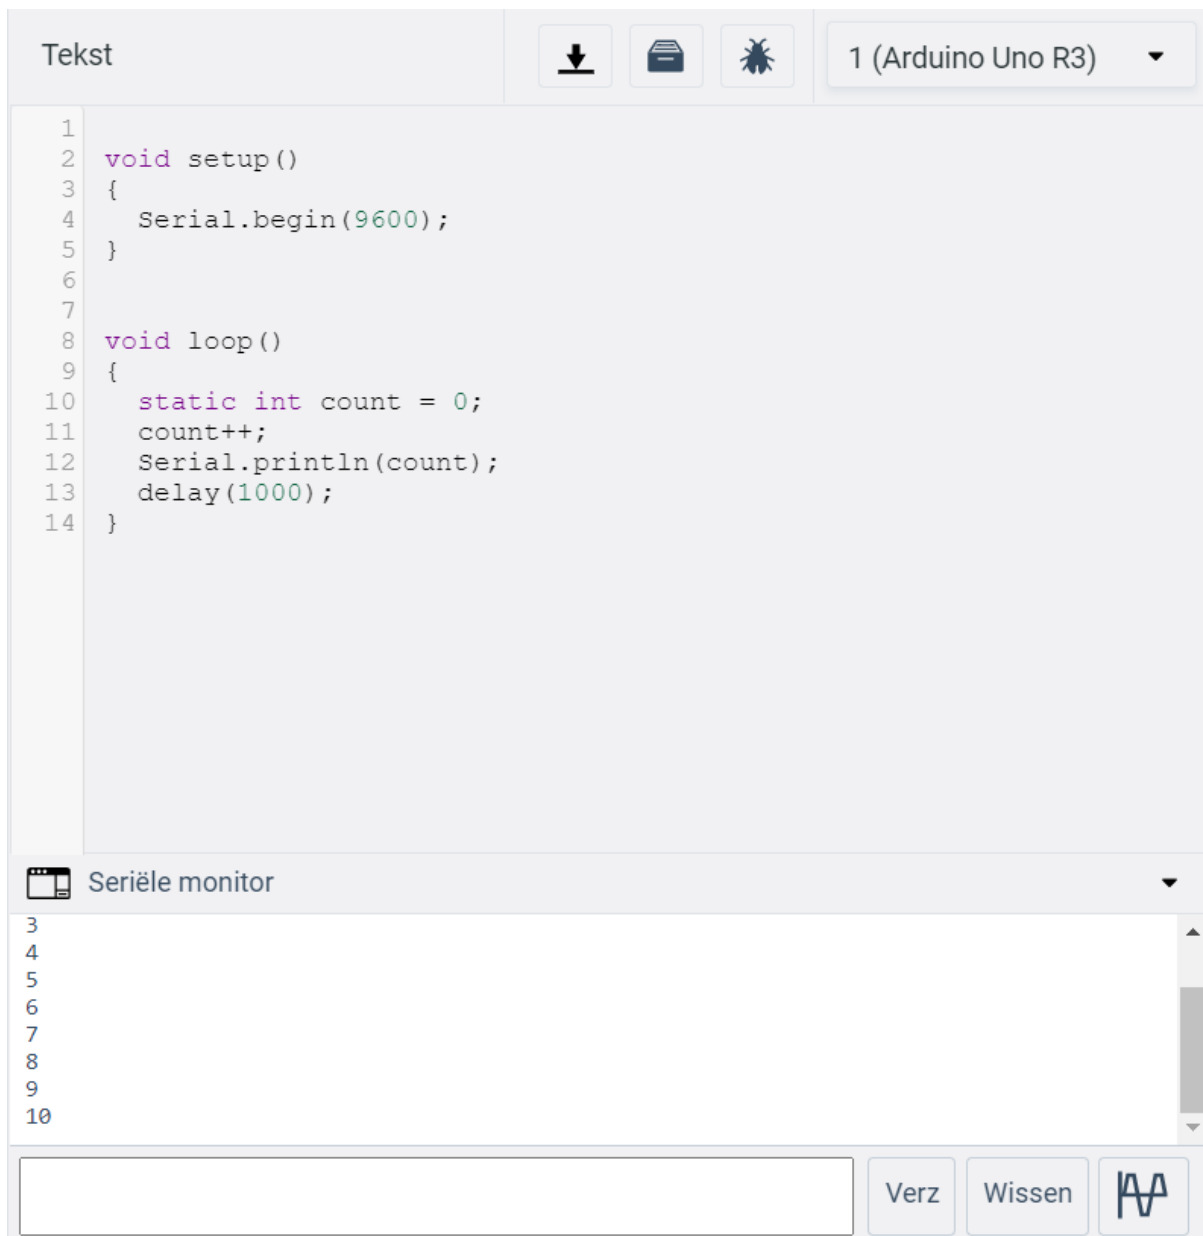 Tekst
1 (Arduino Uno R3)
1
2 void setup()
3 {
4   Serial.begin(9600);
5 }
6
7
8 void loop()
9 {
10   static int count = 0;
11   count++;
12   Serial.println(count);
13   delay(1000);
14 }
Seriële monitor
3
4
5
6
7
8
9
10
Verz
Wissen